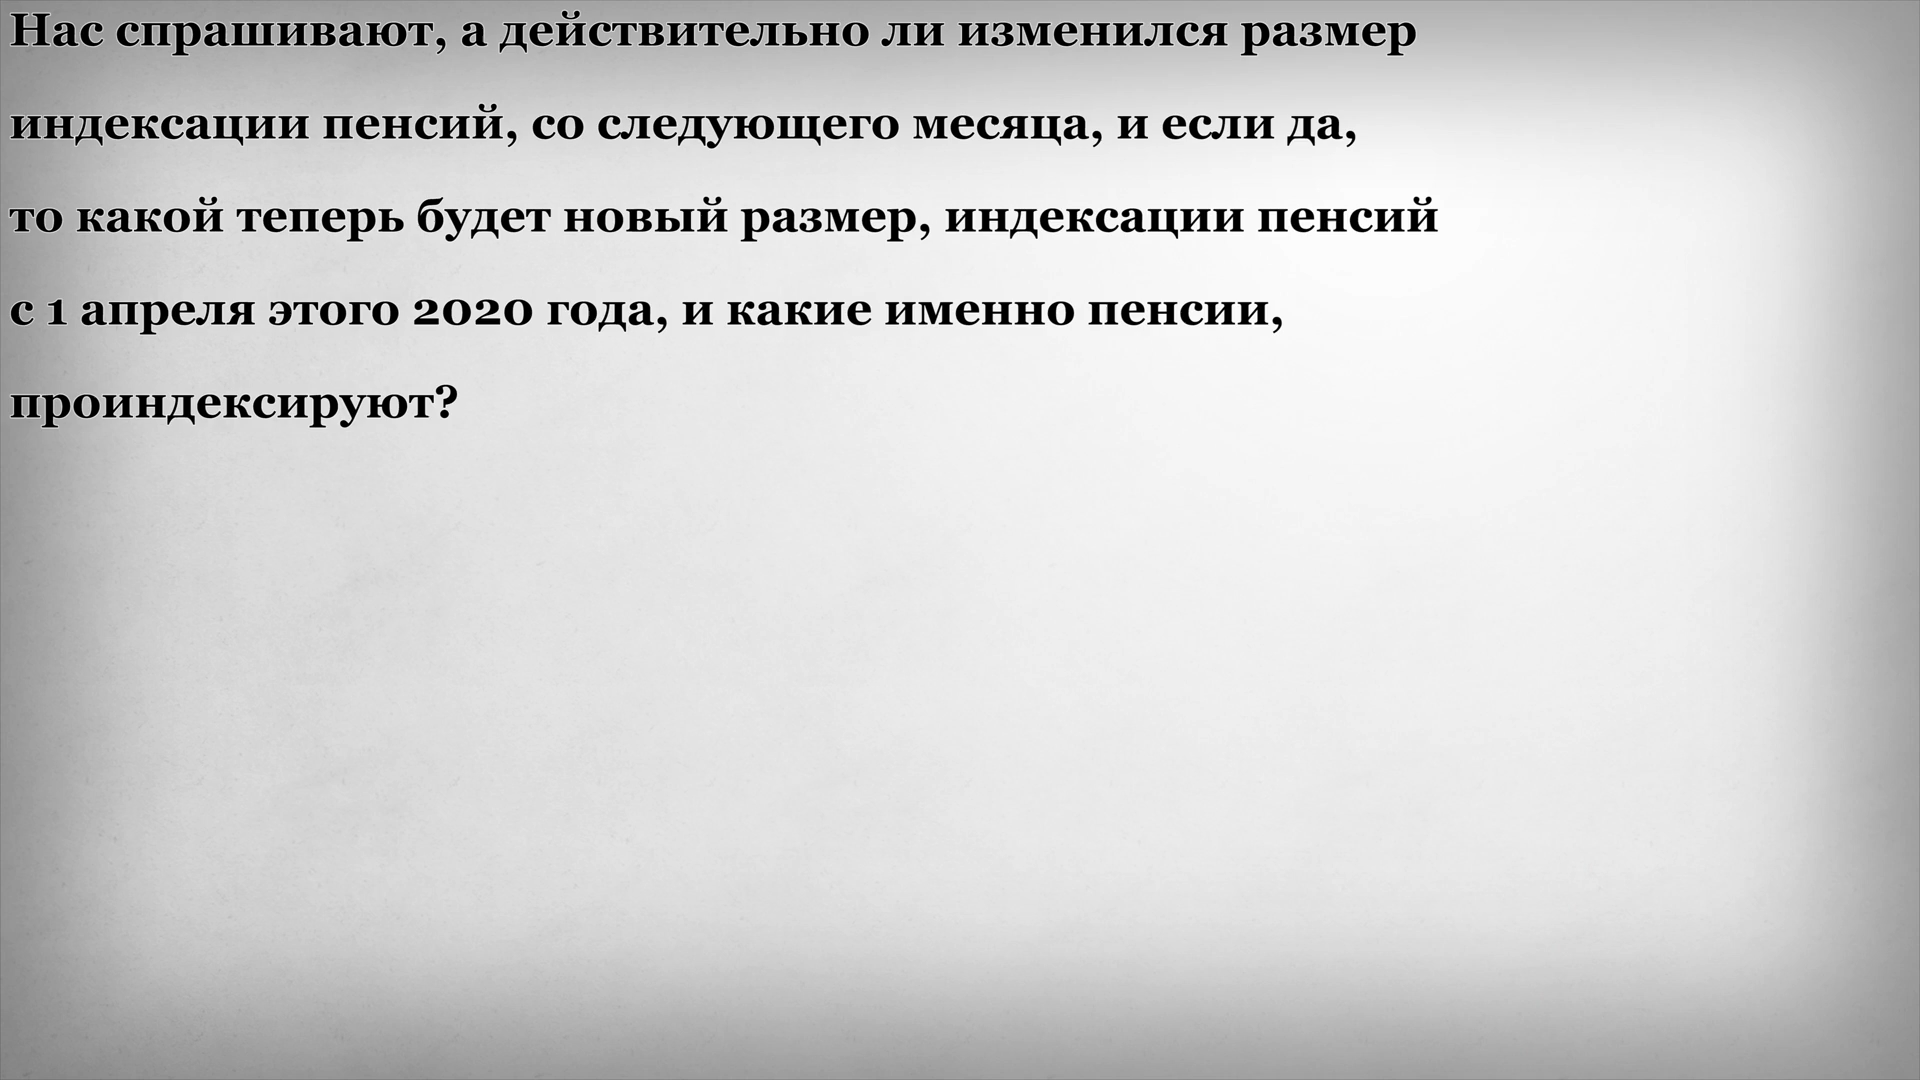 Нас спрашивают, а действительно ли изменился размер
индексации пенсий, со следующего месяца, и если да,
то какой теперь будет новый размер, индексации пенсий
с 1 апреля этого 2020 года, и какие именно пенсии,
проиндексируют?